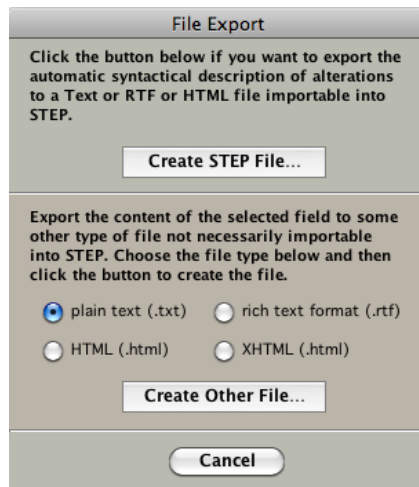 File Export
Click the button below if you want to export the
automatic syntactical description of alterations
to a Text or RTF or HTML file importable into
STEP.
Create STEP File...
Export the content of the selected field to some
other type of file not necessarily importable
into STEP. Choose the file type below and then
click the button to create the file.
plain text (.txt) rich text format (.rtf)
HTML (.html) XHTML (.html)
Create Other File...
Cancel